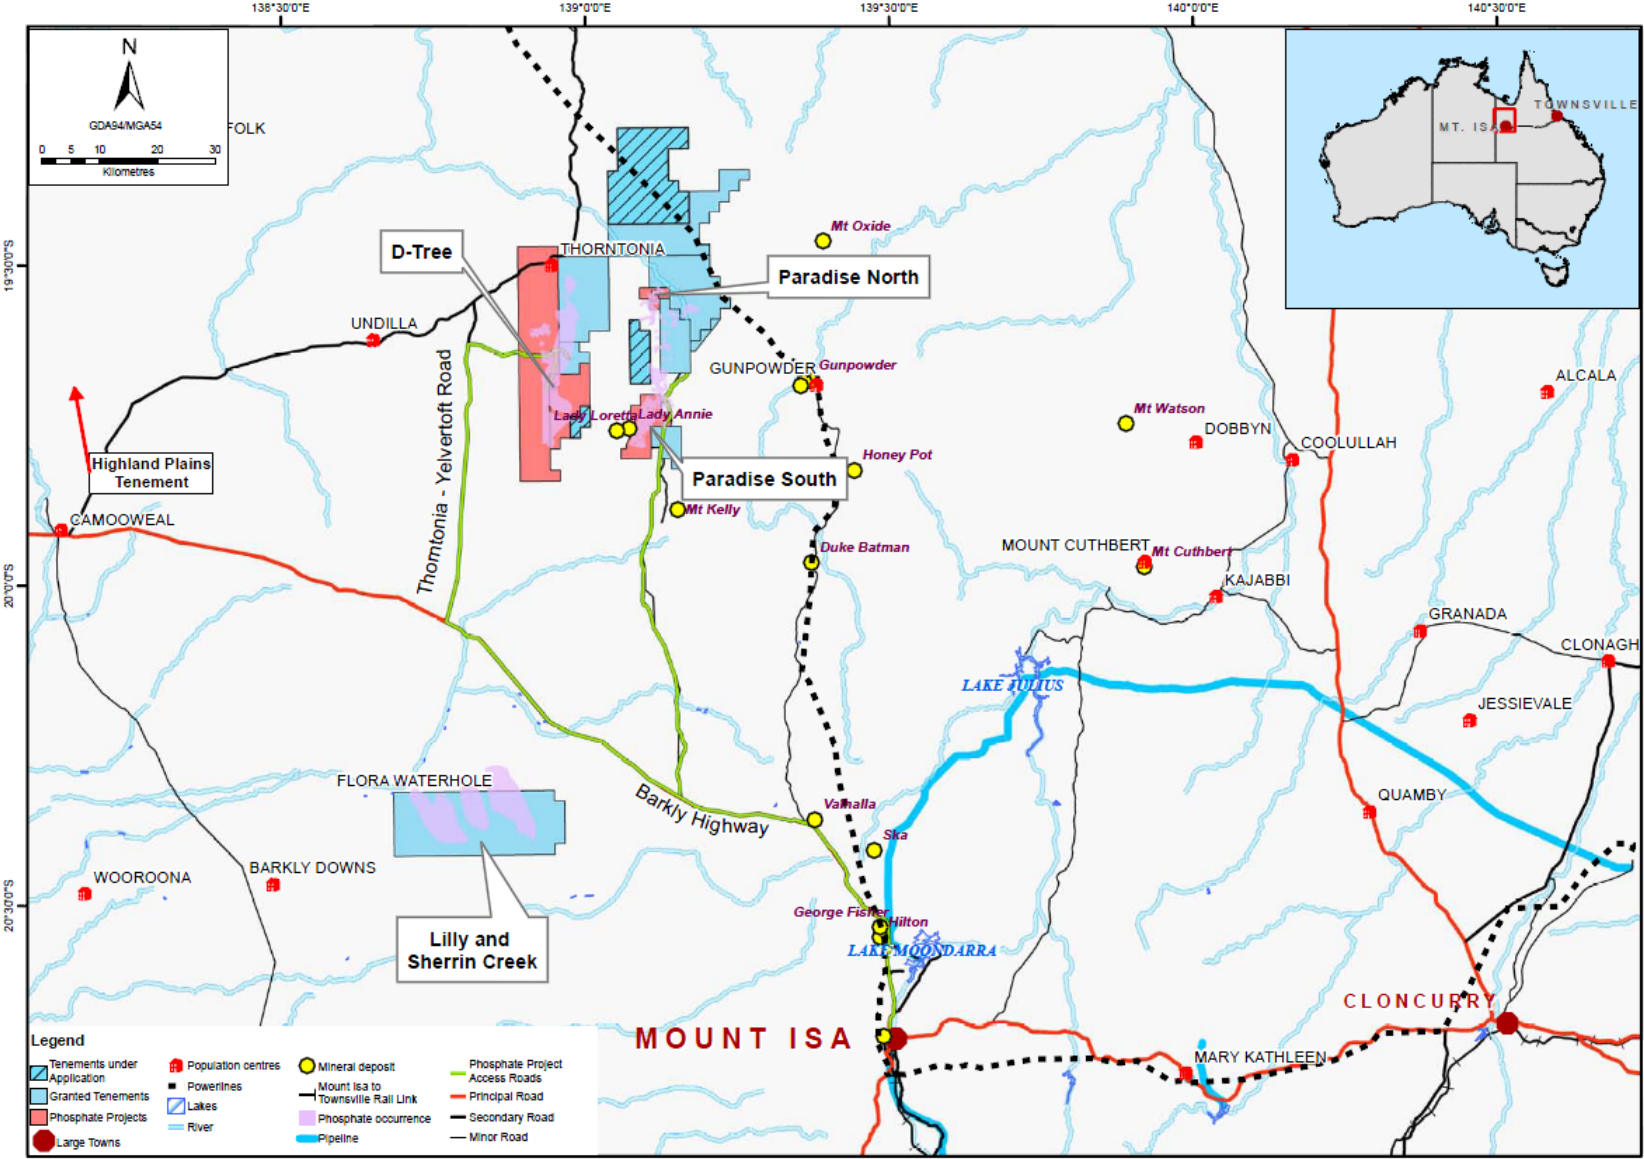 138°30'0"E
139°0'0"E
139°30'0"E
140°0'0"E
140°30'0"E
N
GDA94/MGA54
0 5 10 20 30
Kilometres
FOLK
TOWNSVILLE
MT. ISA
Mt Oxide
D-Tree
THORNTONIA
19°30'0"S
Paradise North
UNDILLA
GUNPOWDER
Gunpowder
ALCALA
Thorntonia - Yelvertoft Road
Lady Loretta
Lady Annie
Mt Watson
DOBBYN
COOLULLAH
Honey Pot
Highland Plains
Tenement
Paradise South
Mt Kelly
CAMOOWEAL
Duke Batman
MOUNT CUTHBERT
Mt Cuthbert
20°0'0"S
KAJABBI
GRANADA
CLONAGH
LAKE JULIUS
JESSIEVALE
FLORA WATERHOLE
Barkly Highway
Valhalla
QUAMBY
Ska
WOOROONA
BARKLY DOWNS
20°30'0"S
George Fisher
Hilton
Lilly and
Sherrin Creek
LAKE MOONDARRA
CLONCURRY
MOUNT ISA
MARY KATHLEEN
Legend
Tenements under
Application
Granted Tenements
Phosphate Projects
Large Towns
Population centres
Powerlines
Lakes
River
Mineral deposit
Mount Isa to
Townsville Rail Link
Phosphate occurrence
Pipeline
Phosphate Project
Access Roads
Principal Road
Secondary Road
Minor Road